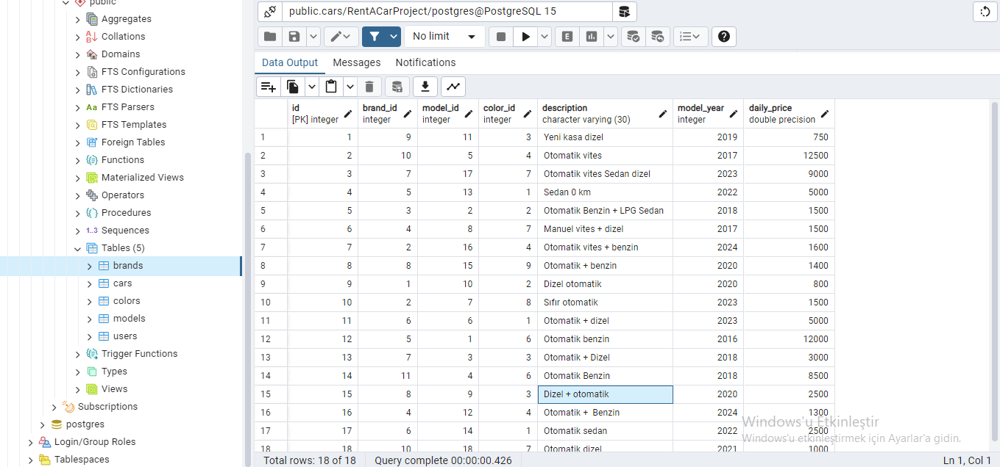 public
Aggregates
Collations
Domains
FTS Configurations
FTS Dictionaries
Aa FTS Parsers
FTS Templates
Foreign Tables
Functions
Materialized Views
Operators
Procedures
1..3 Sequences
Tables (5)
brands
cars
colors
models
users
Trigger Functions
Types
Views
Subscriptions
postgres
Login/Group Roles
Tablespaces
public.cars/RentACarProject/postgres@PostgreSQL 15
No limit
E
Data Output Messages Notifications
id brand_id model_id color_id description model_year daily_price
[PK] integer integer integer integer character varying (30) integer double precision
1 1 9 11 3 Yeni kasa dizel 2019 750
2 2 10 5 4 Otomatik vites 2017 12500
3 3 7 17 7 Otomatik vites Sedan dizel 2023 9000
4 4 5 13 1 Sedan 0 km 2022 5000
5 5 3 2 2 Otomatik Benzin + LPG Sedan 2018 1500
6 6 4 8 7 Manuel vites + dizel 2017 1500
7 7 2 16 4 Otomatik vites + benzin 2024 1600
8 8 8 15 9 Otomatik + benzin 2020 1400
9 9 1 10 2 Dizel otomatik 2020 800
10 10 2 7 8 Sıfır otomatik 2023 1500
11 11 6 6 1 Otomatik + dizel 2023 5000
12 12 5 1 6 Otomatik benzin 2016 12000
13 13 7 3 3 Otomatik + Dizel 2018 3000
14 14 11 4 6 Otomatik Benzin 2018 8500
15 15 8 9 3 Dizel + otomatik 2020 2500
16 16 4 12 4 Otomatik + Benzin 2024 1300
17 17 6 14 1 Otomatik sedan 2022 2500
18 18 10 18 7 Otomatik dizel 2021 1000
Windows'u Etkinleştir
Windows'u etkinleştirmek için Ayarlar'a gidin.
Total rows: 18 of 18 Query complete 00:00:00.426 Ln 1, Col 1